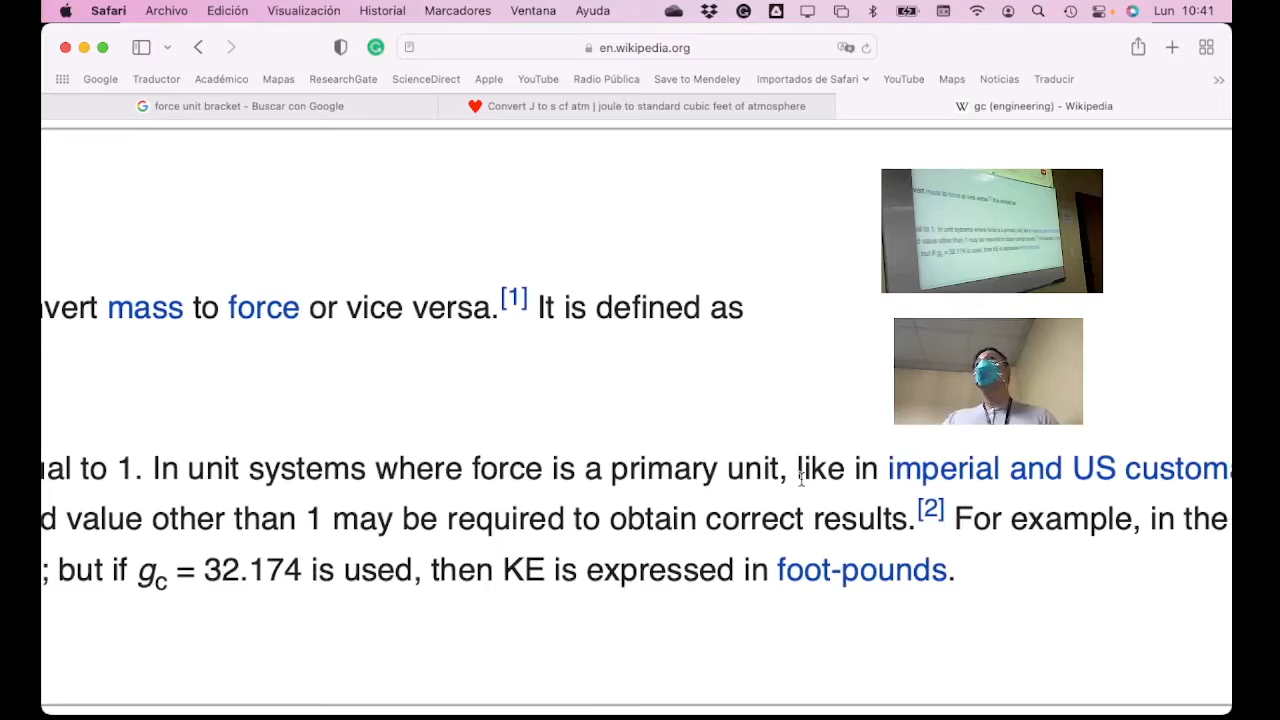 Safari Archivo Edición Visualización Historial Marcadores Ventana Ayuda Lun 10:41
en.wikipedia.org
Google Traductor Académico Mapas ResearchGate ScienceDirect Apple YouTube Radio Pública Save to Mendeley Importados de Safari YouTube Maps Noticias Traducir
force unit bracket - Buscar con Google Convert J to s cf atm | joule to standard cubic feet of atmosphere gc (engineering) - Wikipedia
nvert mass to force or vice versa.[1] It is defined as
ual to 1. In unit systems where force is a primary unit, like in imperial and US customa
d value other than 1 may be required to obtain correct results.[2] For example, in the
; but if gc = 32.174 is used, then KE is expressed in foot-pounds.